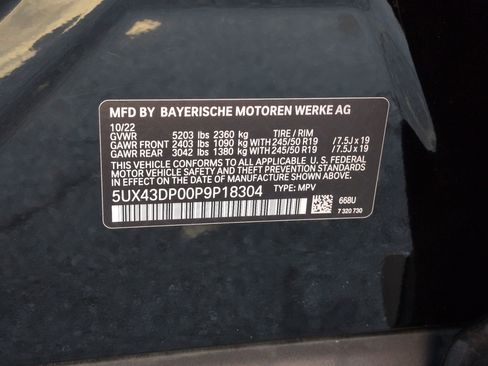 MFD BY BAYERISCHE MOTOREN WERKE AG
10/22
GVWR 5203 lbs 2360 kg TIRE / RIM
GAWR FRONT 2403 lbs 1090 kg WITH 245/50 R19 / 7.5J x 19
GAWR REAR 3042 lbs 1380 kg WITH 245/50 R19 / 7.5J x 19
THIS VEHICLE CONFORMS TO ALL APPLICABLE U. S. FEDERAL
MOTOR VEHICLE SAFETY AND THEFT PREVENTION STANDARDS
IN EFFECT ON THE DATE OF MANUFACTURE SHOWN ABOVE.
5UX43DP00P9P18304 TYPE: MPV
668U
7 320 730